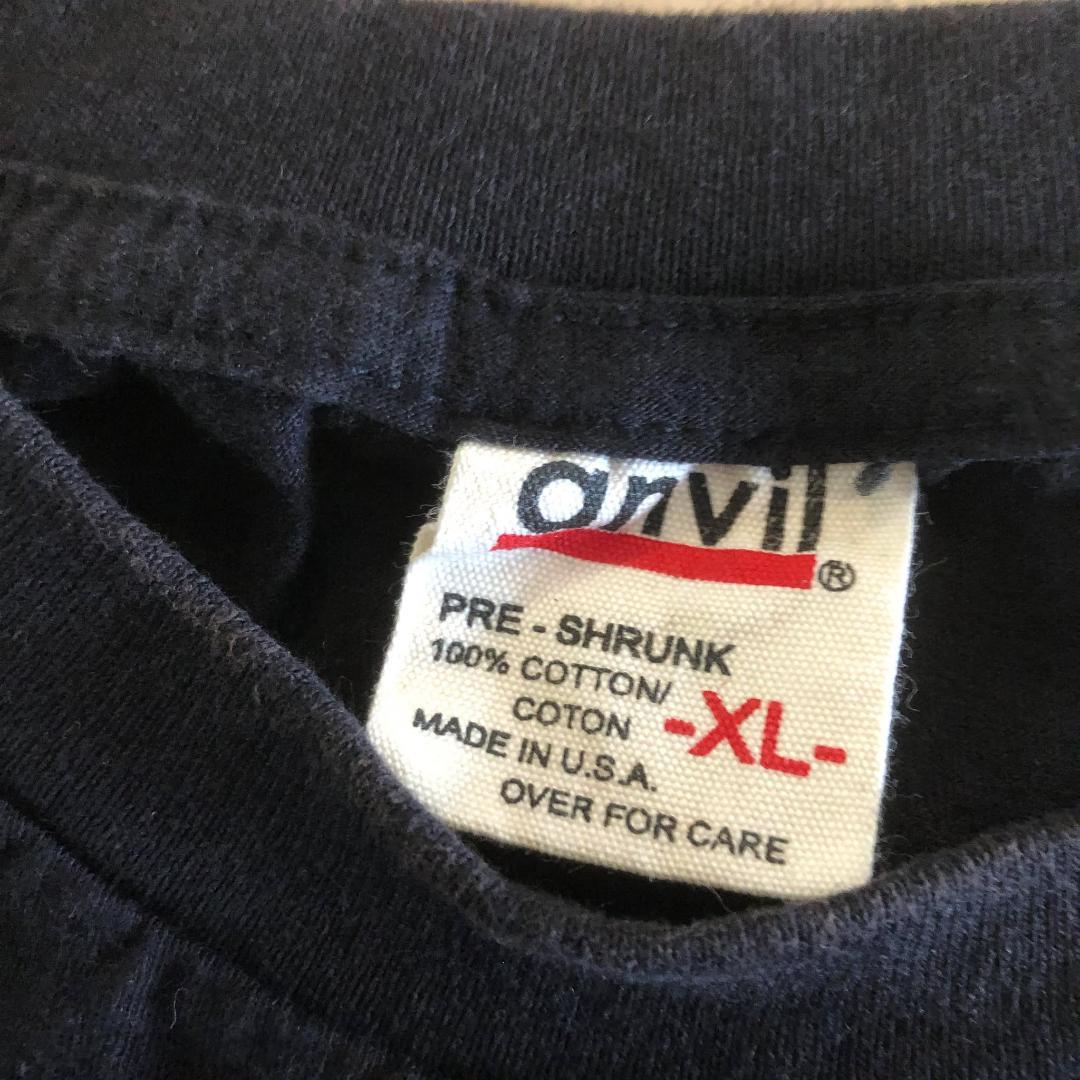 anvil®
PRE - SHRUNK
100% COTTON/
COTON
-XL-
MADE IN U.S.A.
OVER FOR CARE